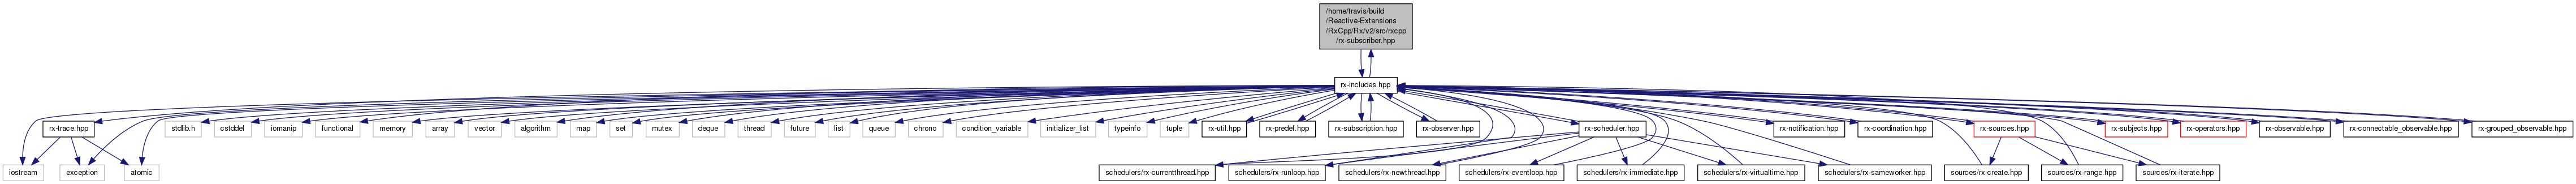 /home/travis/build
/Reactive-Extensions
/RxCpp/Rx/v2/src/rxcpp
/rx-subscriber.hpp
rx-includes.hpp
rx-trace.hpp
stdlib.h
cstddef
iomanip
functional
memory
array
vector
algorithm
map
set
mutex
deque
thread
future
list
queue
chrono
condition_variable
initializer_list
typeinfo
tuple
rx-util.hpp
rx-predef.hpp
rx-subscription.hpp
rx-observer.hpp
rx-scheduler.hpp
rx-notification.hpp
rx-coordination.hpp
rx-sources.hpp
rx-subjects.hpp
rx-operators.hpp
rx-observable.hpp
rx-connectable_observable.hpp
rx-grouped_observable.hpp
iostream
exception
atomic
schedulers/rx-currentthread.hpp
schedulers/rx-runloop.hpp
schedulers/rx-newthread.hpp
schedulers/rx-eventloop.hpp
schedulers/rx-immediate.hpp
schedulers/rx-virtualtime.hpp
schedulers/rx-sameworker.hpp
sources/rx-create.hpp
sources/rx-range.hpp
sources/rx-iterate.hpp